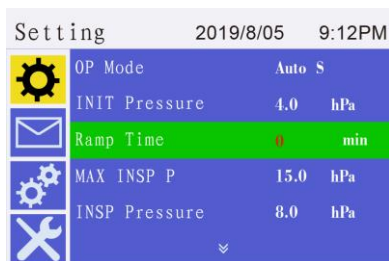 Setting 2019/8/05 9:12PM
OP Mode Auto S
INIT Pressure 4.0 hPa
Ramp Time 0 min
MAX INSP P 15.0 hPa
INSP Pressure 8.0 hPa